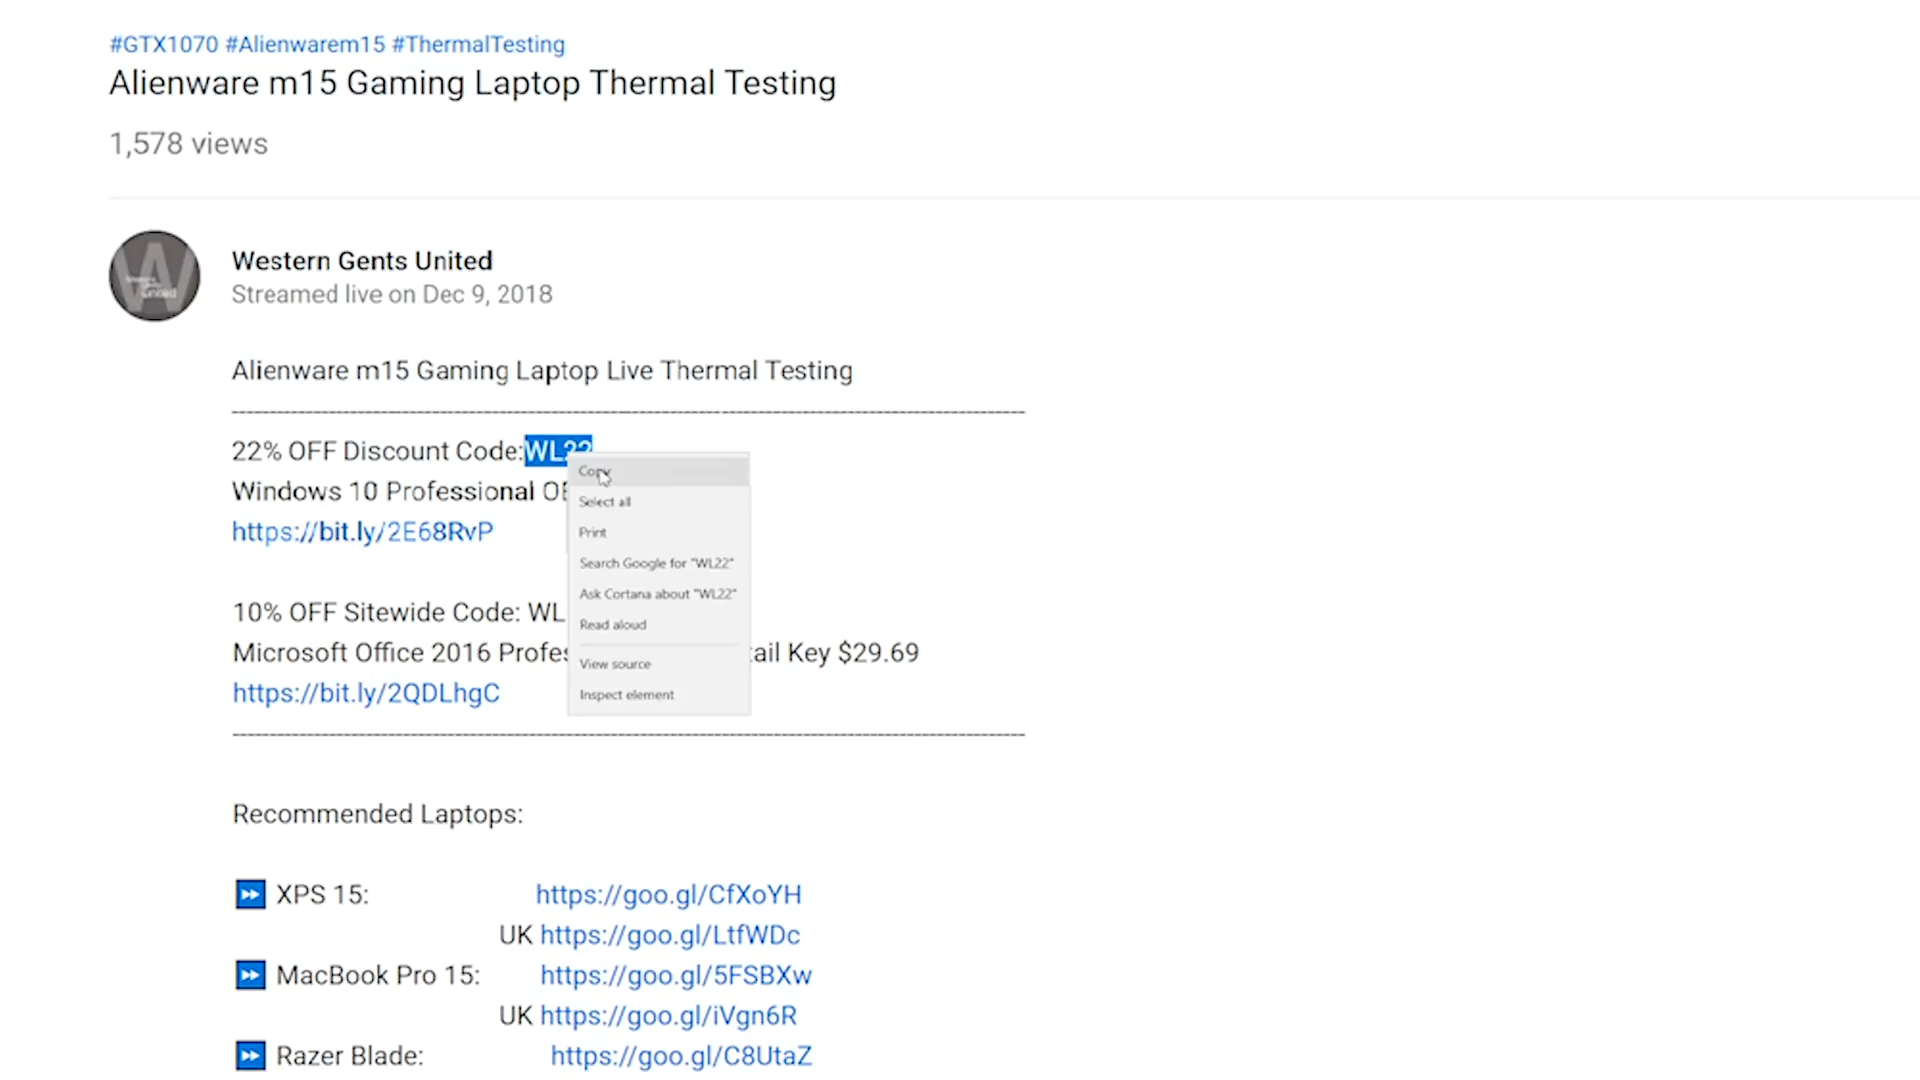 #GTX1070 #Alienwarem15 #ThermalTesting
Alienware m15 Gaming Laptop Thermal Testing
1,578 views
Western Gents United
Streamed live on Dec 9, 2018
Alienware m15 Gaming Laptop Live Thermal Testing
22% OFF Discount Code:WL22
Copy
Windows 10 Professional
Select all
https://bit.ly/2E68RvP
Print
Search Google for "WL22"
Ask Cortana about "WL22"
10% OFF Sitewide Code: WL
Read aloud
Microsoft Office 2016 Key $29.69
View source
https://bit.ly/2QDLhgC
Inspect element
Recommended Laptops:
XPS 15: https://goo.gl/CfXoYH
UK https://goo.gl/LtfWDc
MacBook Pro 15: https://goo.gl/5FSBXw
UK https://goo.gl/iVgn6R
Razer Blade: https://goo.gl/C8UtaZ